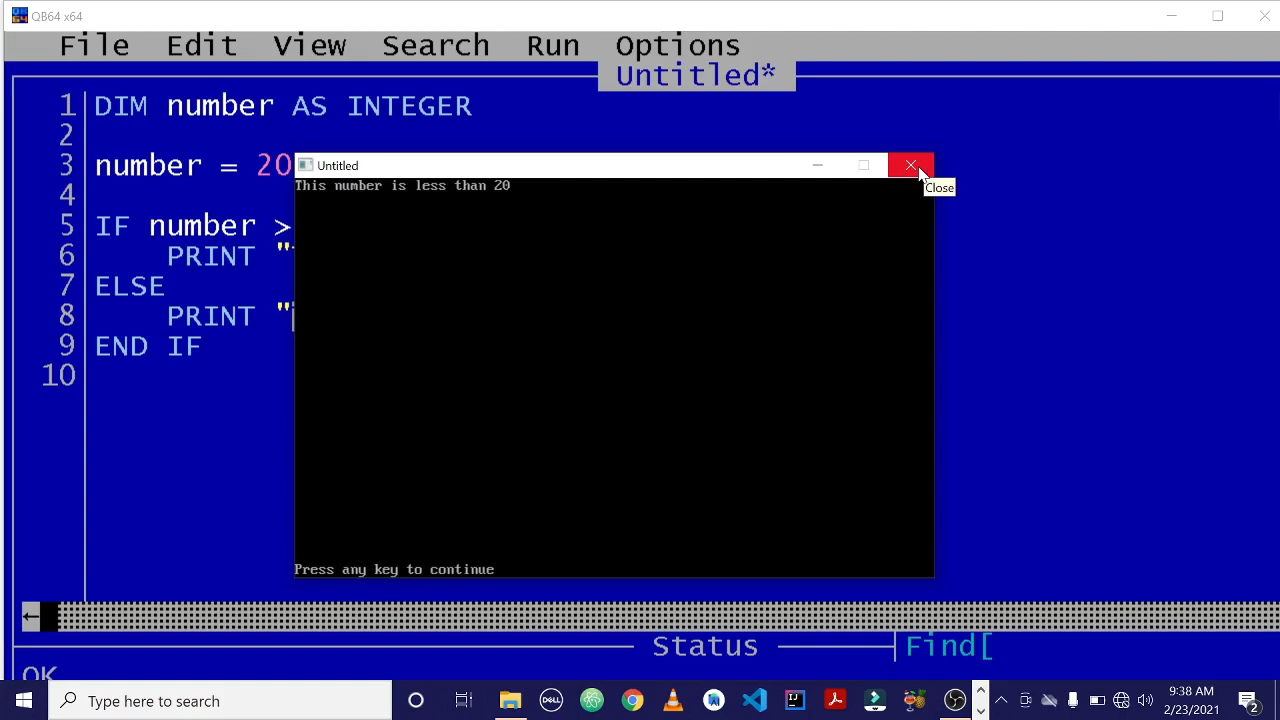 QB64 x64
File Edit View Search Run Options
Untitled*
1 DIM number AS INTEGER
2
3 number = 20
4
5 IF number >
6 PRINT "
7 ELSE
8 PRINT "
9 END IF
10
Untitled
This number is less than 20
Close
Press any key to continue
Status
Find[
OK
Type here to search
DELL
9:38 AM
2/23/2021
2